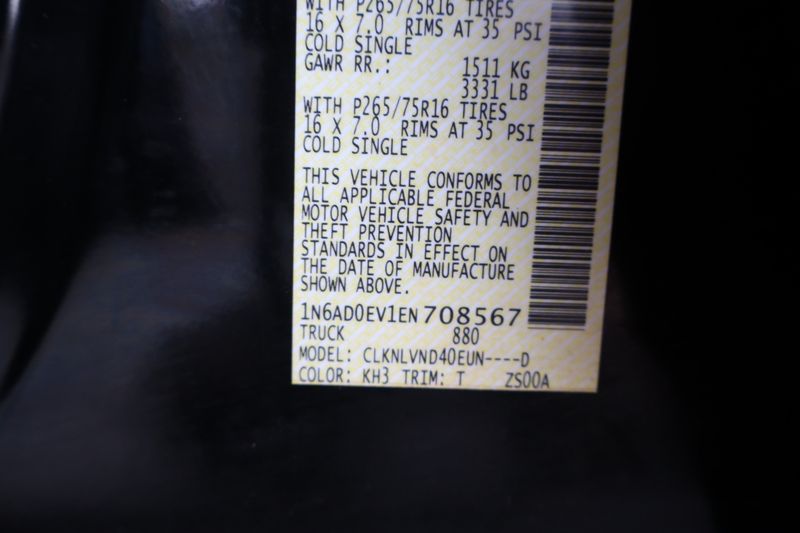 WITH P265/75R16 TIRES
16 X 7.0 RIMS AT 35 PSI
COLD SINGLE
GAWR RR.: 1511 KG
3331 LB
WITH P265/75R16 TIRES
16 X 7.0 RIMS AT 35 PSI
COLD SINGLE
THIS VEHICLE CONFORMS TO
ALL APPLICABLE FEDERAL
MOTOR VEHICLE SAFETY AND
THEFT PREVENTION
STANDARDS IN EFFECT ON
THE DATE OF MANUFACTURE
SHOWN ABOVE.
1N6AD0EV1EN708567
TRUCK 880
MODEL: CLKNLVND40EUN----D
COLOR: KH3 TRIM: T ZS00A